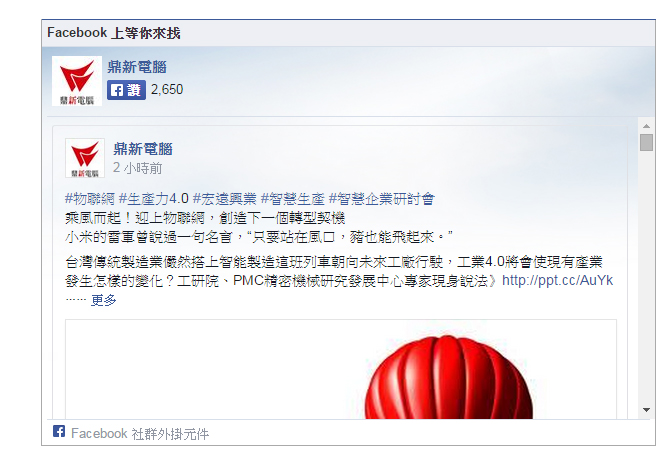 Facebook 上等你來找
鼎新電腦
讚 2,650
鼎新電腦
鼎新電腦
2 小時前
鼎新電腦
#物聯網 #生產力4.0 #宏遠興業 #智慧生產 #智慧企業研討會
乘風而起！迎上物聯網，創造下一個轉型契機
小米的雷軍曾說過一句名言，“只要站在風口，豬也能飛起來。”
台灣傳統製造業儼然搭上智能製造這班列車朝向未來工廠行駛，工業4.0將會使現有產業
發生怎樣的變化？工研院、PMC精密機械研究發展中心專家現身說法》http://ppt.cc/AuYk
…… 更多
Facebook 社群外掛元件